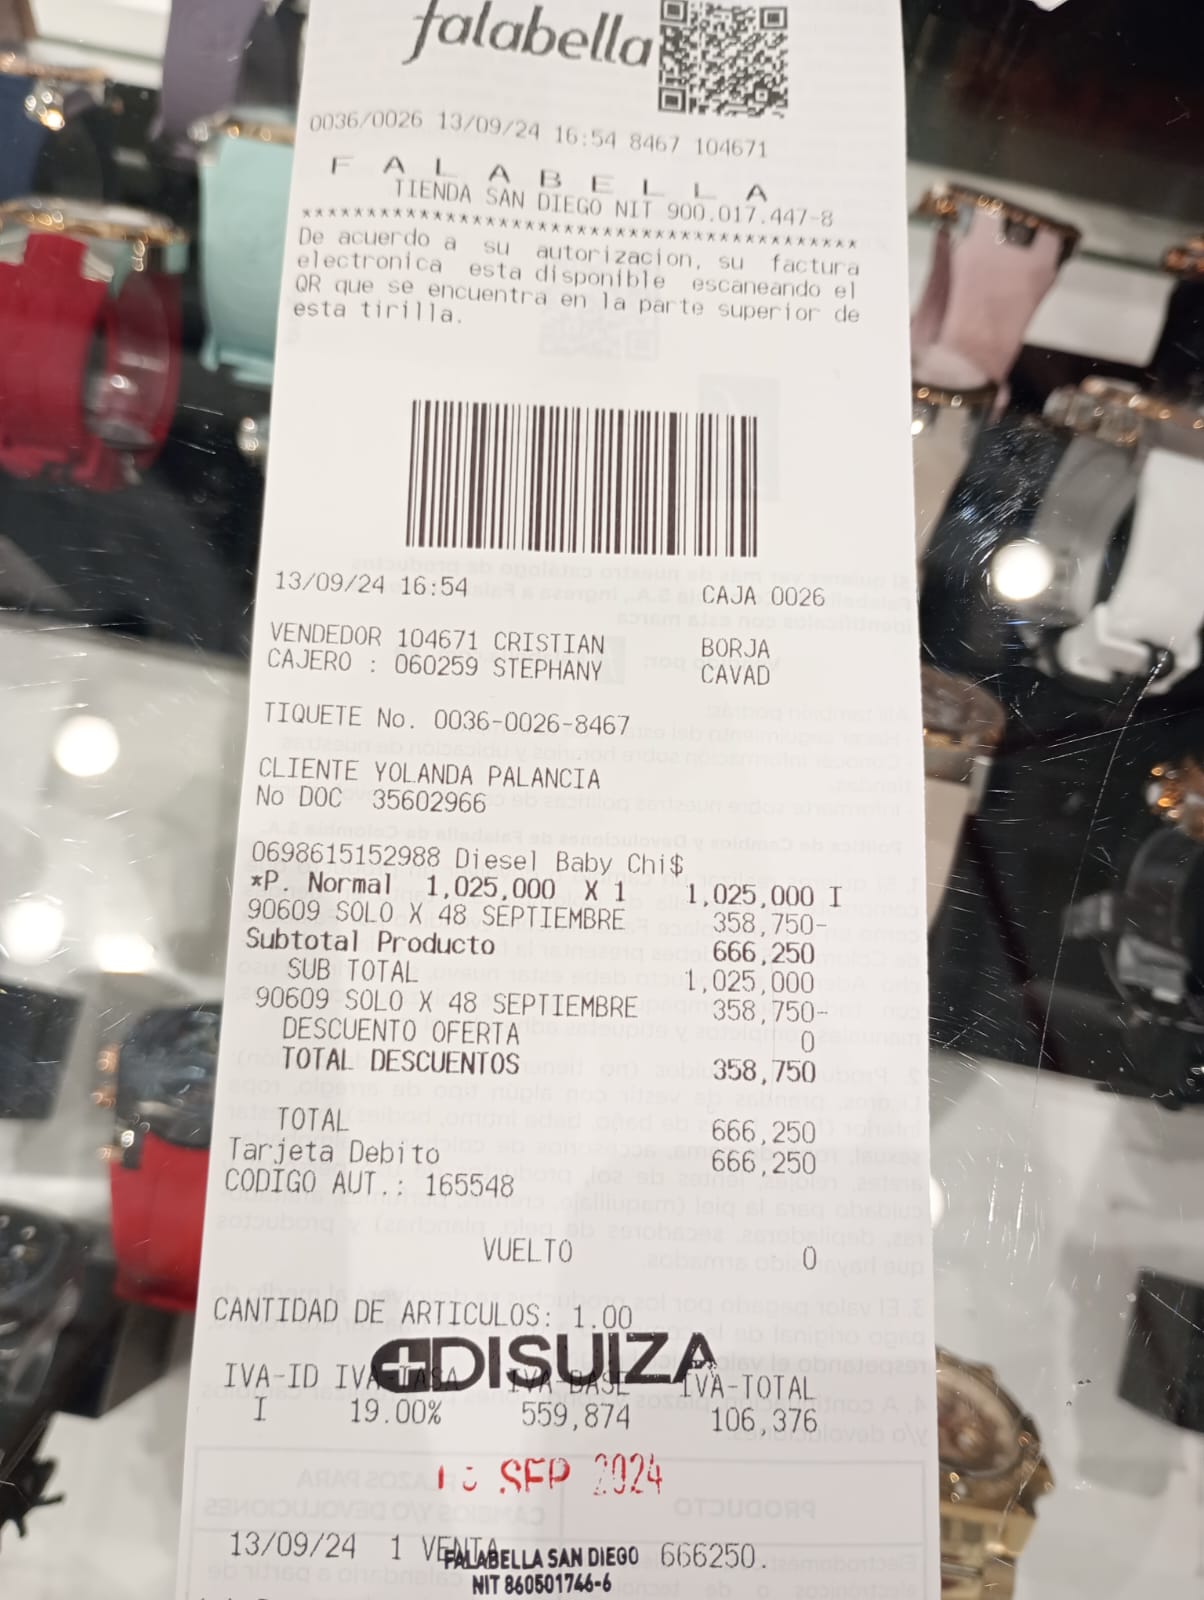 falabella
0036/0026 13/09/24 16:54 8467 104671
F A L A B E L L A
TIENDA SAN DIEGO NIT 900.017.447-8
******************************************
De acuerdo a su autorizacion, su factura
electronica esta disponible escaneando el
QR que se encuentra en la parte superior de
esta tirilla.
13/09/24 16:54 CAJA 0026
VENDEDOR 104671 CRISTIAN BORJA
CAJERO : 060259 STEPHANY CAVAD
TIQUETE No. 0036-0026-8467
CLIENTE YOLANDA PALANCIA
No DOC 35602966
0698615152988 Diesel Baby Chi$
*P. Normal 1,025,000 X 1 1,025,000 I
90609 SOLO X 48 SEPTIEMBRE 358,750-
Subtotal Producto 666,250
SUB TOTAL 1,025,000
90609 SOLO X 48 SEPTIEMBRE 358,750-
DESCUENTO OFERTA 0
TOTAL DESCUENTOS 358,750
TOTAL 666,250
Tarjeta Debito 666,250
CODIGO AUT.: 165548
VUELTO 0
CANTIDAD DE ARTICULOS: 1.00
DISUIZA
IVA-ID IVA-TASA IVA-BASE IVA-TOTAL
I 19.00% 559,874 106,376
SEP 2024
13/09/24 1 VENTA 666250.
FALABELLA SAN DIEGO
NIT 860501746-6